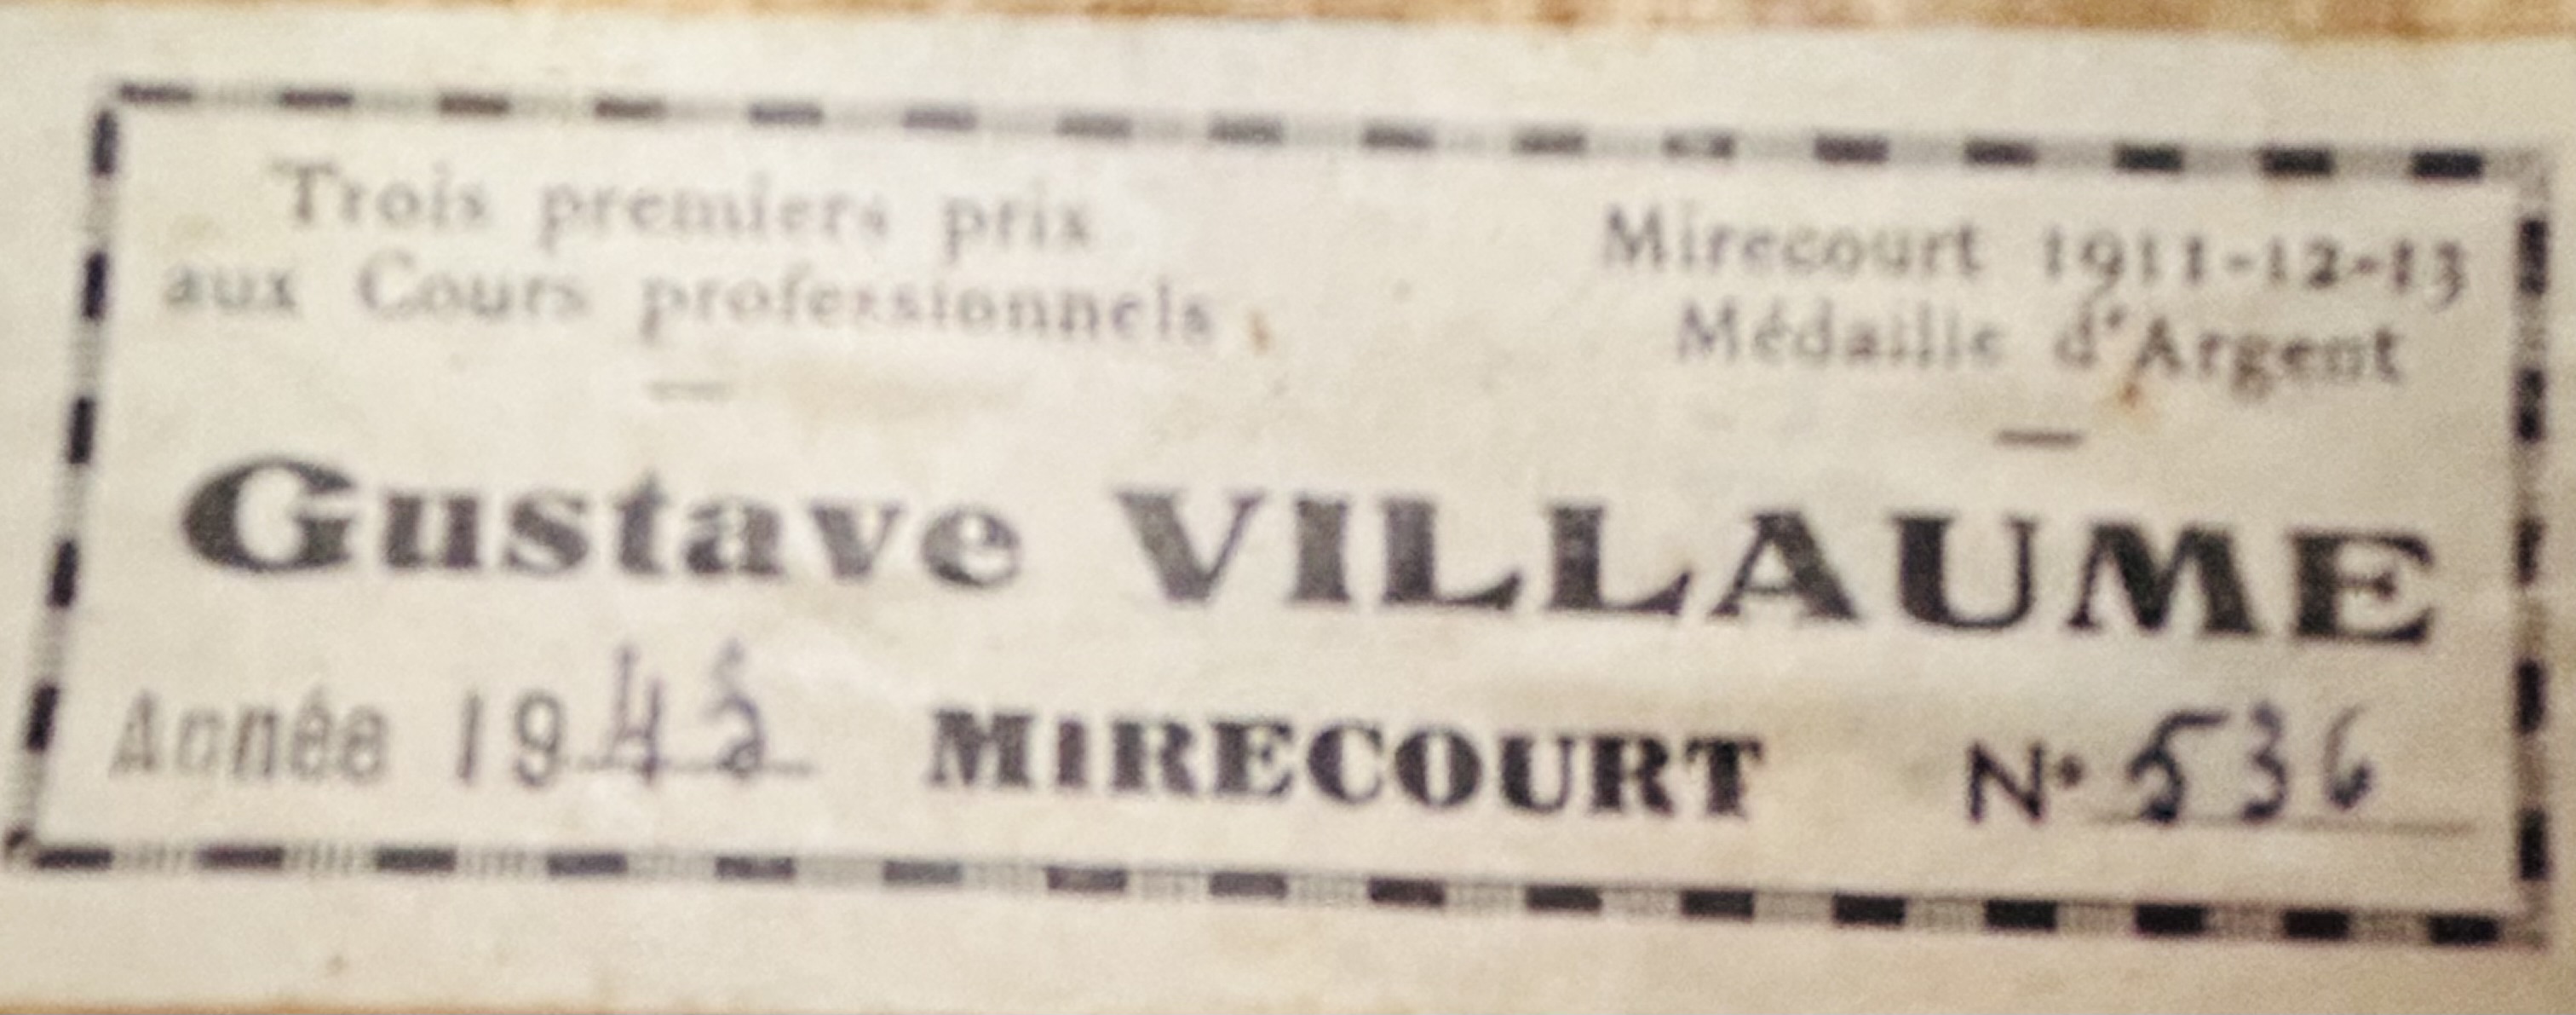 Trois premiers prix
aux Cours professionnels
Mirecourt 1911-12-13
Médaille d'Argent
Gustave VILLAUME
Année 1942 MIRECOURT N° 536